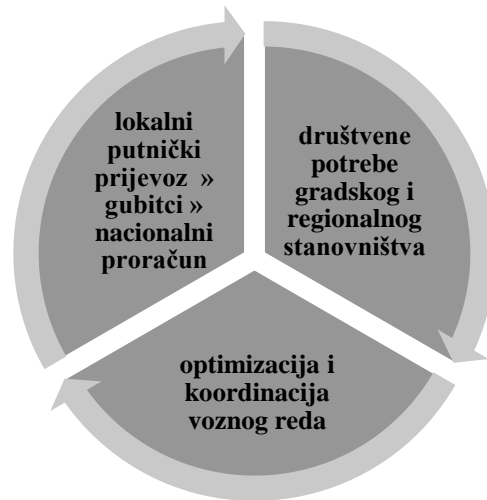 lokalni
putnički
prijevoz »
gubitci »
nacionalni
proračun
društvene
potrebe
gradskog i
regionalnog
stanovništva
optimizacija i
koordinacija
voznog reda